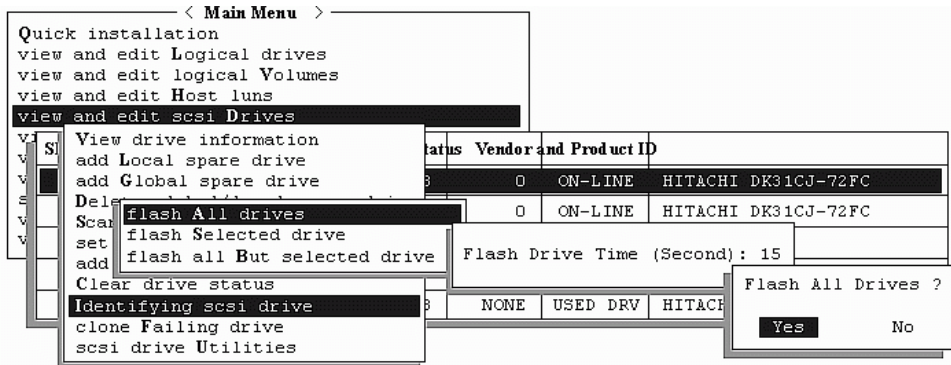 < Main Menu >
Quick installation
view and edit Logical drives
view and edit logical Volumes
view and edit Host luns
view and edit scsi Drives
Vendor and Product ID
View drive information
add Local spare drive
add Global spare drive
0 ON-LINE HITACHI DK31CJ-72FC
flash All drives
0 ON-LINE HITACHI DK31CJ-72FC
flash Selected drive
set
flash all But selected drive
add
Flash Drive Time (Second): 15
Clear drive status
Identifying scsi drive
NONE USED DRV
clone Failing drive
scsi drive Utilities
Flash All Drives ?
Yes No